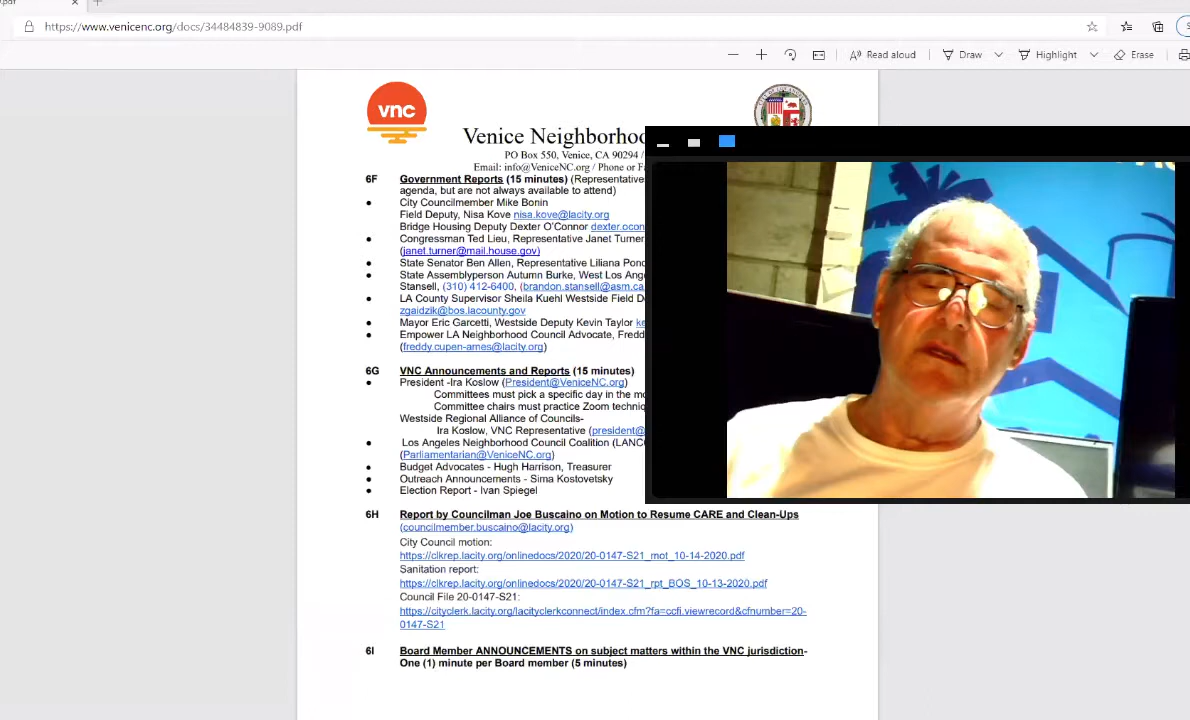 .pdf
https://www.venicenc.org/docs/34484839-9089.pdf
Read aloud
Draw
Highlight
Erase
vnc
Venice Neighborhoo
PO Box 550, Venice, CA 90294 /
Email: info@VeniceNC.org / Phone or Fa
6F Government Reports (15 minutes) (Representative
agenda, but are not always available to attend)
● City Councilmember Mike Bonin
Field Deputy, Nisa Kove nisa.kove@lacity.org
Bridge Housing Deputy Dexter O'Connor dexter.ocon
● Congressman Ted Lieu, Representative Janet Turner
(janet.turner@mail.house.gov)
● State Senator Ben Allen, Representative Liliana Pond
● State Assemblyperson Autumn Burke, West Los Ange
Stansell, (310) 412-6400, (brandon.stansell@asm.ca
● LA County Supervisor Sheila Kuehl Westside Field D
zgaidzik@bos.lacounty.gov
● Mayor Eric Garcetti, Westside Deputy Kevin Taylor ke
● Empower LA Neighborhood Council Advocate, Fredd
(freddy.cupen-ames@lacity.org)
6G VNC Announcements and Reports (15 minutes)
● President -Ira Koslow (President@VeniceNC.org)
Committees must pick a specific day in the mo
Committee chairs must practice Zoom techniq
Westside Regional Alliance of Councils-
Ira Koslow, VNC Representative (president@
● Los Angeles Neighborhood Council Coalition (LANC
(Parliamentarian@VeniceNC.org)
● Budget Advocates - Hugh Harrison, Treasurer
● Outreach Announcements - Sima Kostovetsky
● Election Report - Ivan Spiegel
6H Report by Councilman Joe Buscaino on Motion to Resume CARE and Clean-Ups
(councilmember.buscaino@lacity.org)
City Council motion:
https://clkrep.lacity.org/onlinedocs/2020/20-0147-S21_mot_10-14-2020.pdf
Sanitation report:
https://clkrep.lacity.org/onlinedocs/2020/20-0147-S21_rpt_BOS_10-13-2020.pdf
Council File 20-0147-S21:
https://cityclerk.lacity.org/lacityclerkconnect/index.cfm?fa=ccfi.viewrecord&cfnumber=20-
0147-S21
6I Board Member ANNOUNCEMENTS on subject matters within the VNC jurisdiction-
One (1) minute per Board member (5 minutes)